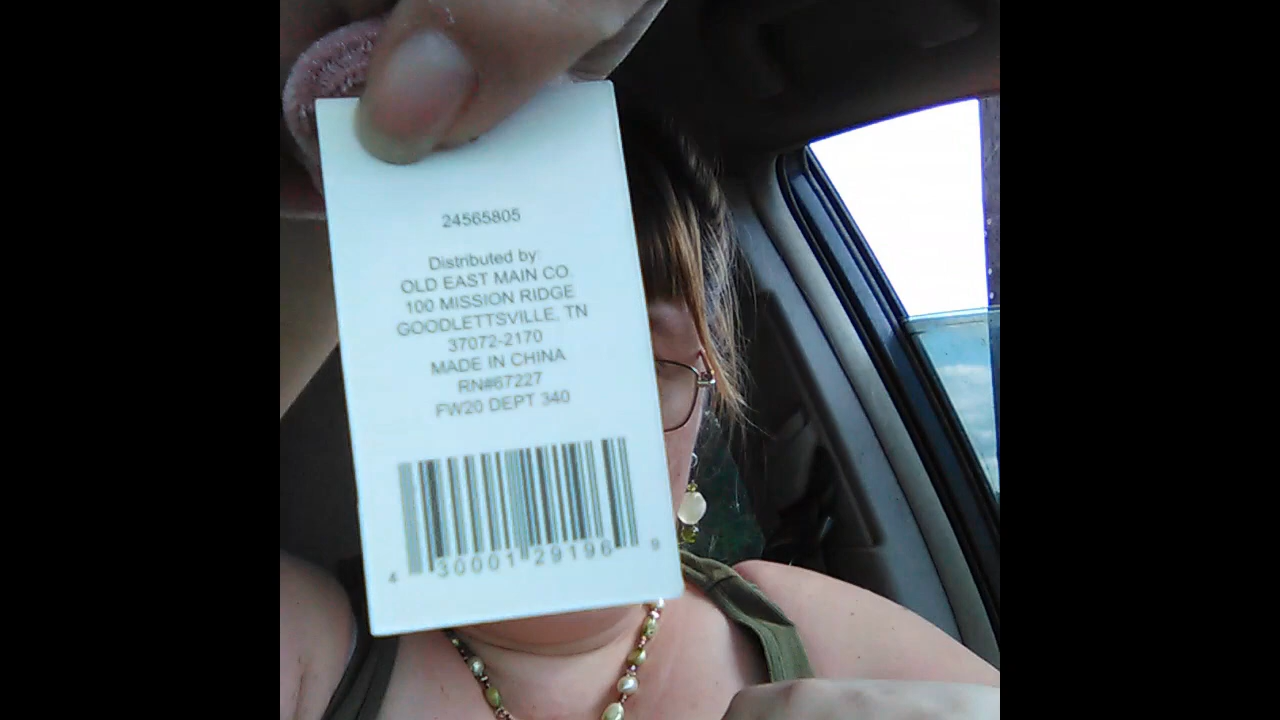 24565805
Distributed by:
OLD EAST MAIN CO.
100 MISSION RIDGE
GOODLETTSVILLE, TN
37072-2170
MADE IN CHINA
RN#67227
FW20 DEPT 340
4 30001 29196 9